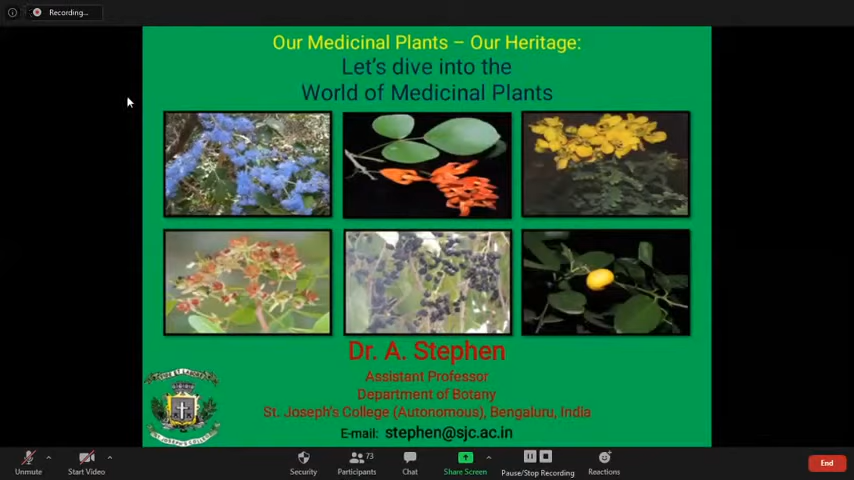 Recording...
Our Medicinal Plants – Our Heritage:
Let's dive into the
World of Medicinal Plants
Dr. A. Stephen
Assistant Professor
Department of Botany
St. Joseph's College (Autonomous), Bengaluru, India
E-mail: stephen@sjc.ac.in
Unmute
Start Video
Security
Participants
73
Chat
Share Screen
Pause/Stop Recording
Reactions
End